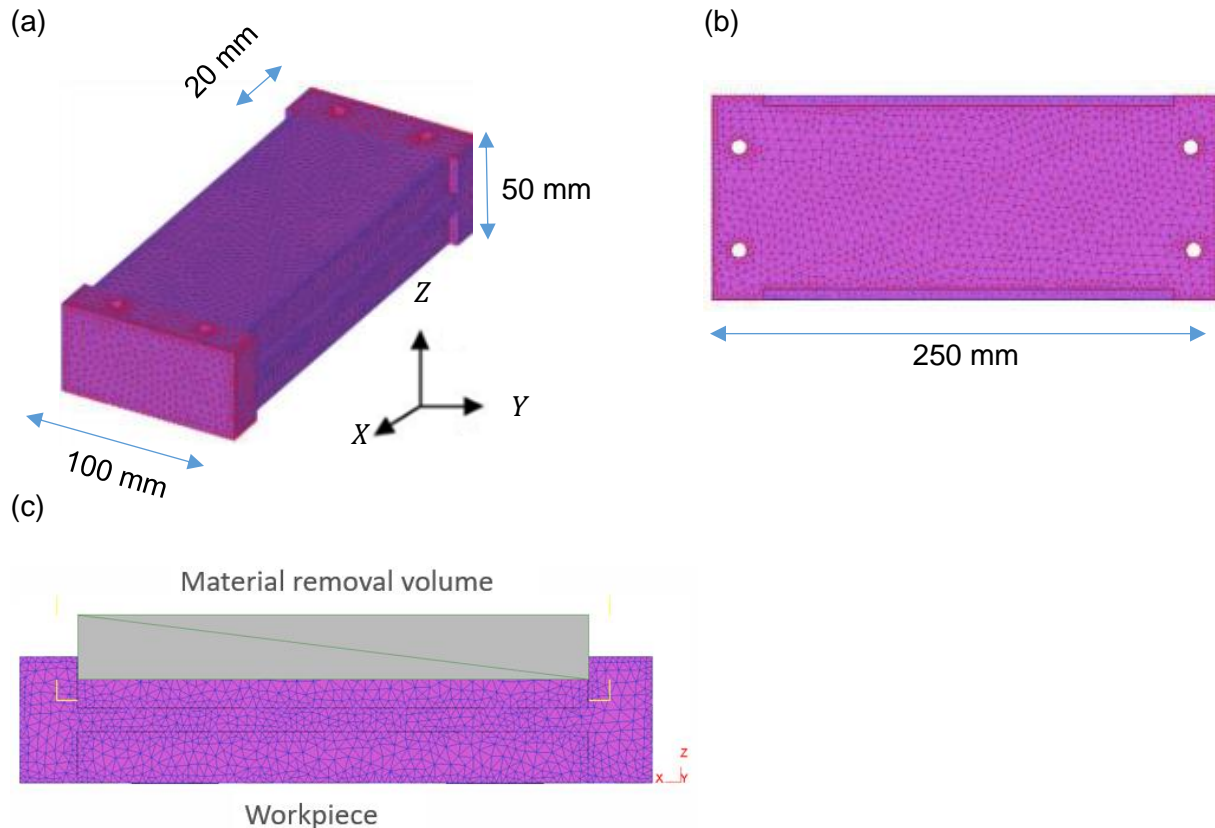 (a)
20 mm
50 mm
Z
Y
X
100 mm
(b)
250 mm
(c)
Material removal volume
Z
X
Y
Workpiece